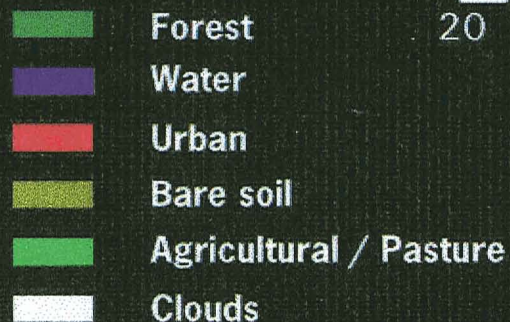 Forest 20
Water
Urban
Bare soil
Agricultural / Pasture
Clouds